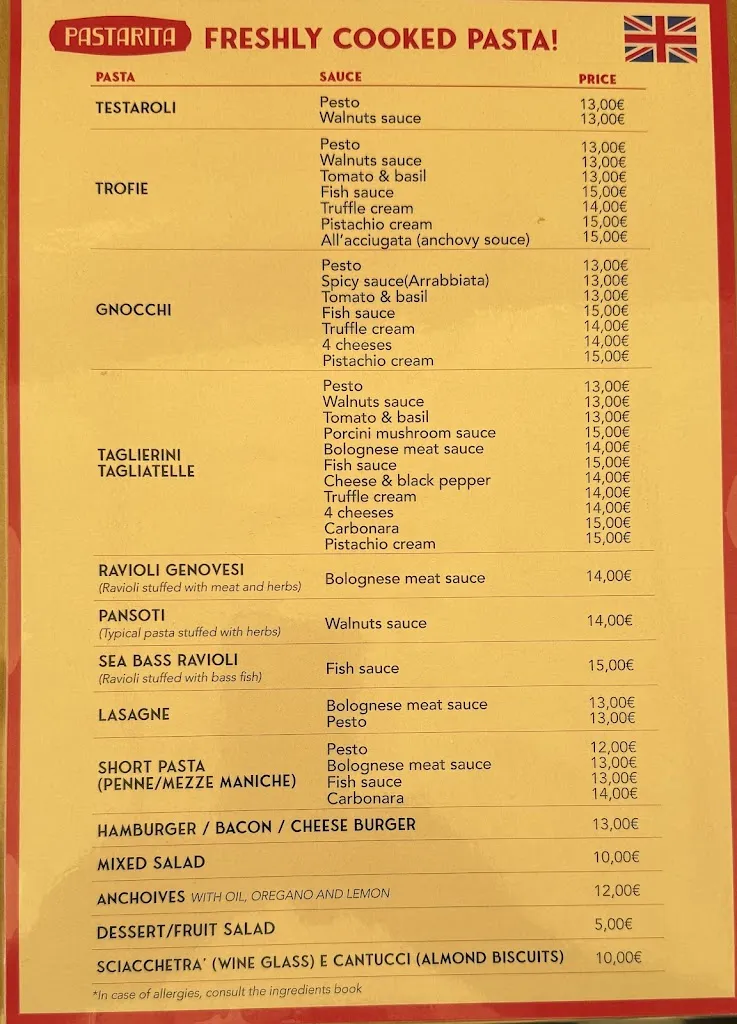 PASTARITA FRESHLY COOKED PASTA!
PASTA SAUCE PRICE
TESTAROLI
Pesto 13,00€
Walnuts sauce 13,00€
TROFIE
Pesto 13,00€
Walnuts sauce 13,00€
Tomato & basil 13,00€
Fish sauce 15,00€
Truffle cream 14,00€
Pistachio cream 15,00€
All'acciugata (anchovy souce) 15,00€
GNOCCHI
Pesto 13,00€
Spicy sauce(Arrabbiata) 13,00€
Tomato & basil 13,00€
Fish sauce 15,00€
Truffle cream 14,00€
4 cheeses 14,00€
Pistachio cream 15,00€
TAGLIERINI
TAGLIATELLE
Pesto 13,00€
Walnuts sauce 13,00€
Tomato & basil 13,00€
Porcini mushroom sauce 15,00€
Bolognese meat sauce 14,00€
Fish sauce 15,00€
Cheese & black pepper 14,00€
Truffle cream 14,00€
4 cheeses 14,00€
Carbonara 15,00€
Pistachio cream 15,00€
RAVIOLI GENOVESI
(Ravioli stuffed with meat and herbs)
Bolognese meat sauce 14,00€
PANSOTI
(Typical pasta stuffed with herbs)
Walnuts sauce 14,00€
SEA BASS RAVIOLI
(Ravioli stuffed with bass fish)
Fish sauce 15,00€
LASAGNE
Bolognese meat sauce 13,00€
Pesto 13,00€
SHORT PASTA
(PENNE/MEZZE MANICHE)
Pesto 12,00€
Bolognese meat sauce 13,00€
Fish sauce 13,00€
Carbonara 14,00€
HAMBURGER / BACON / CHEESE BURGER 13,00€
MIXED SALAD 10,00€
ANCHOIVES WITH OIL, OREGANO AND LEMON 12,00€
DESSERT/FRUIT SALAD 5,00€
SCIACCHETRA' (WINE GLASS) E CANTUCCI (ALMOND BISCUITS) 10,00€
*In case of allergies, consult the ingredients book